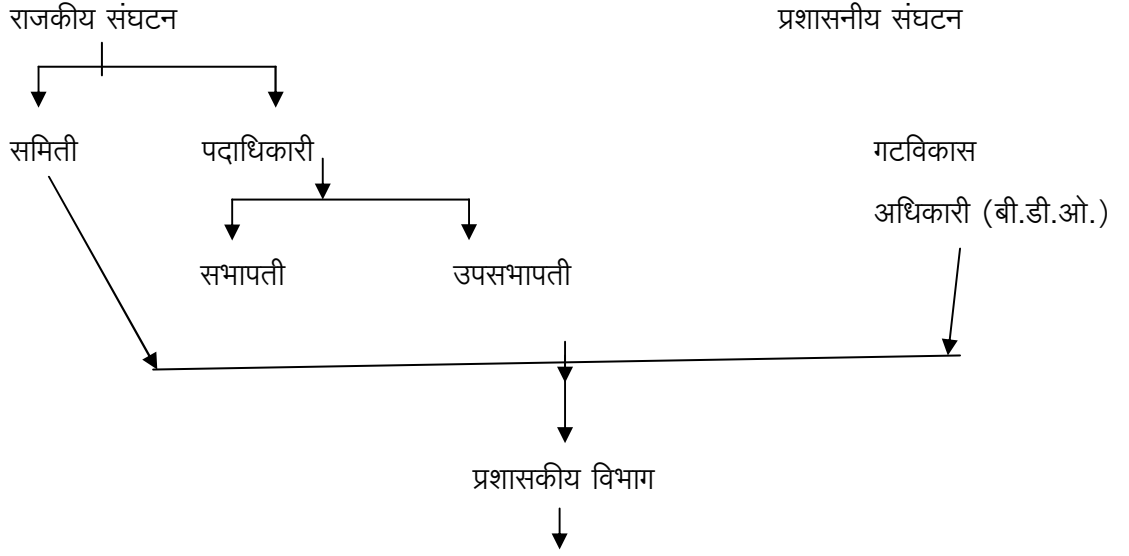 राजकीय संघटन प्रशासनीय संघटन
समिती पदाधिकारी गटविकास
अधिकारी (बी.डी.ओ.)
सभापती उपसभापती
प्रशासकीय विभाग